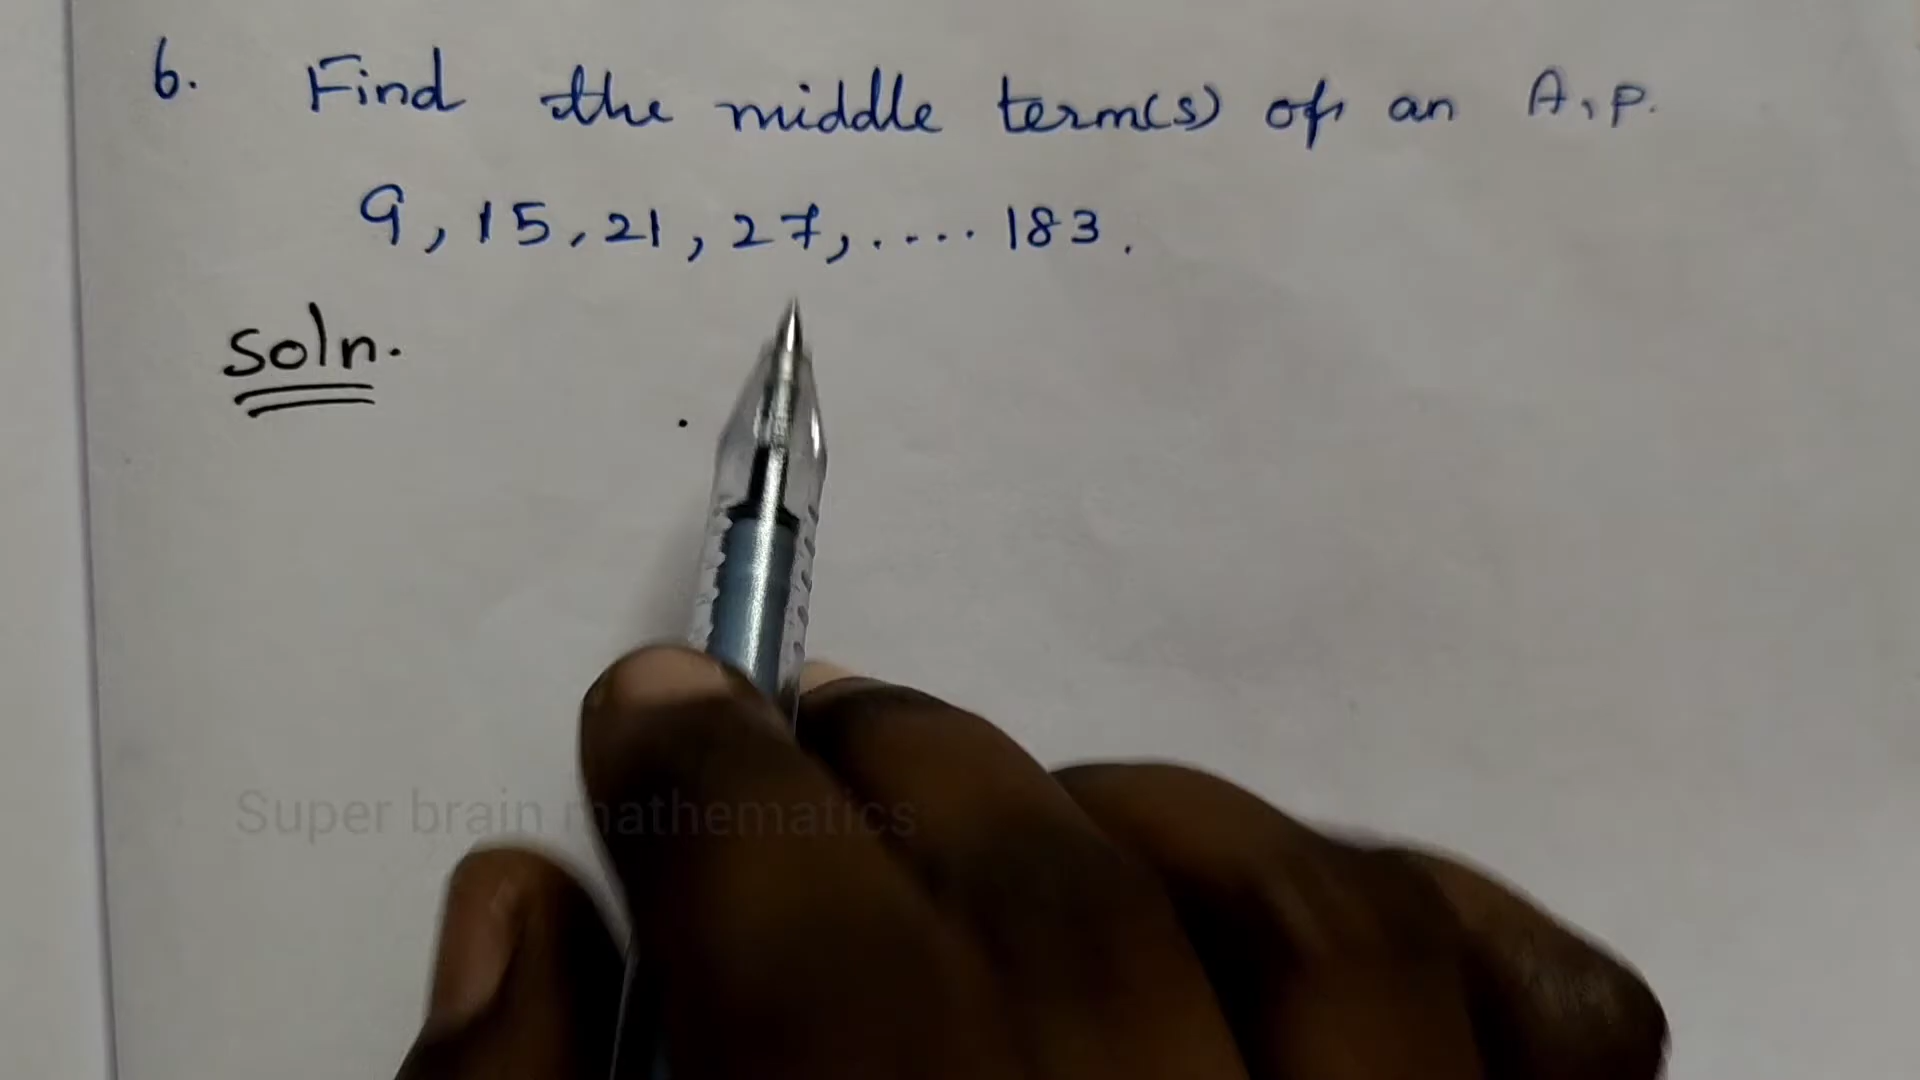 6. Find the middle term(s) of an A.P.
9, 15, 21, 27, .... 183.
Soln.
Super brain mathematics